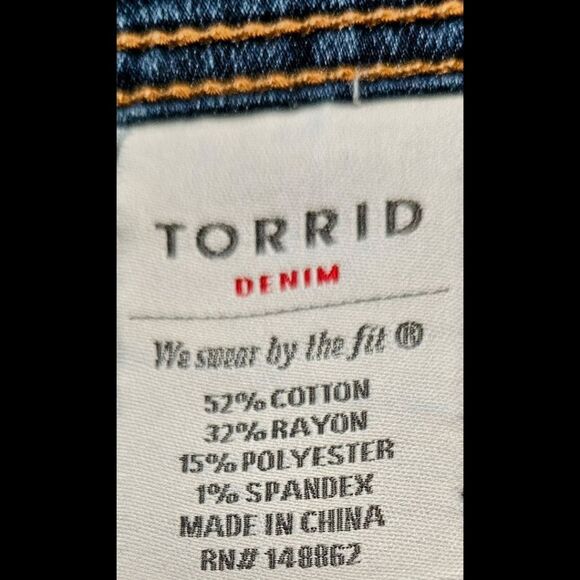 TORRID
DENIM
We swear by the fit ®
52% COTTON
32% RAYON
15% POLYESTER
1% SPANDEX
MADE IN CHINA
RN# 148862